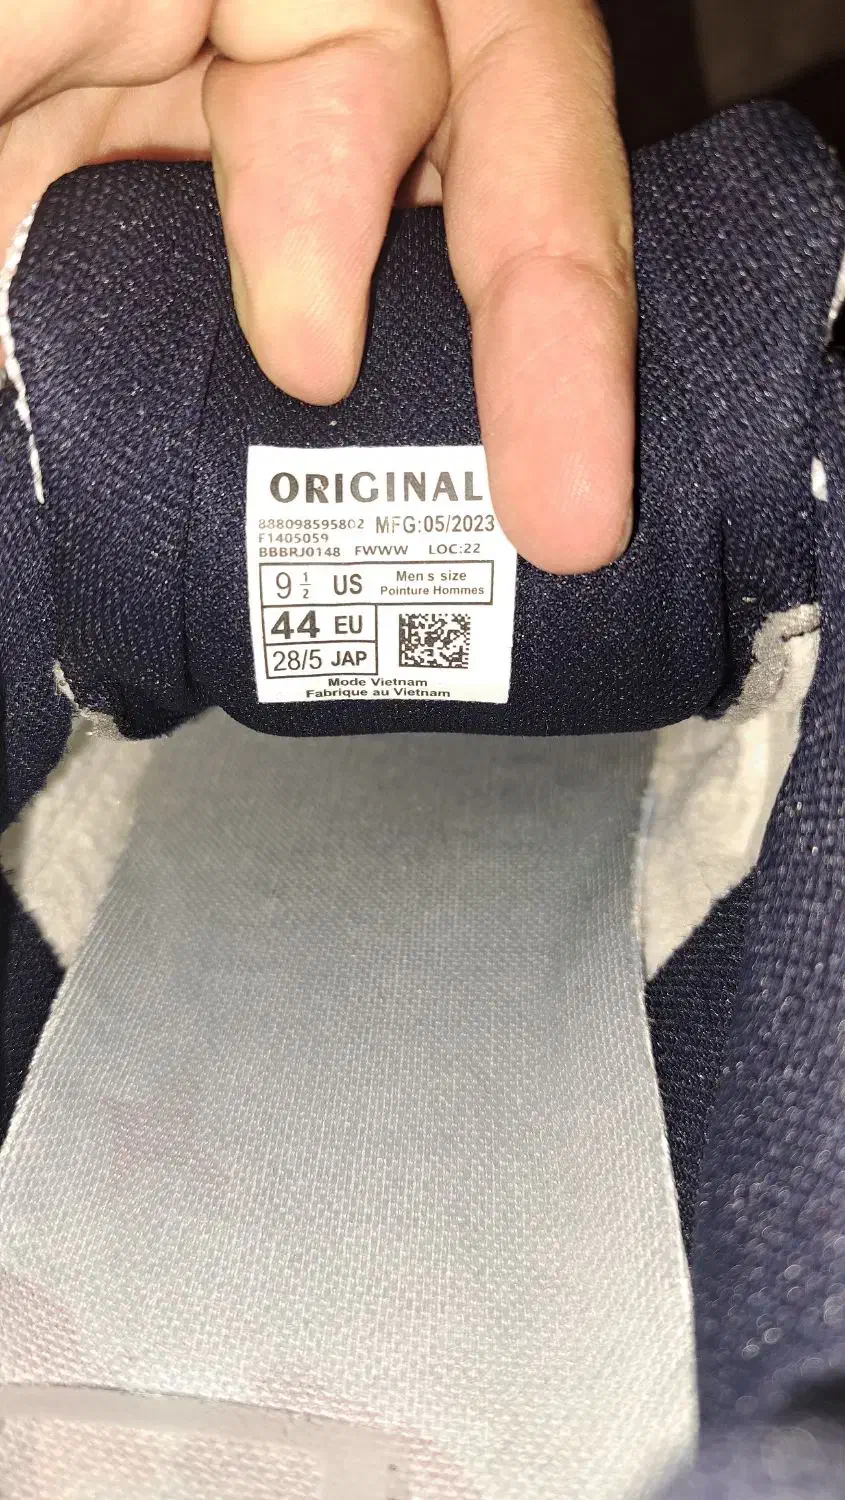 ORIGINAL
888098595802 MFG:05/2023
F1405059
BBBRJ0148 FWWW LOC:22
9 1/2 US Men s size
Pointure Hommes
44 EU
28/5 JAP
Mode Vietnam
Fabrique au Vietnam